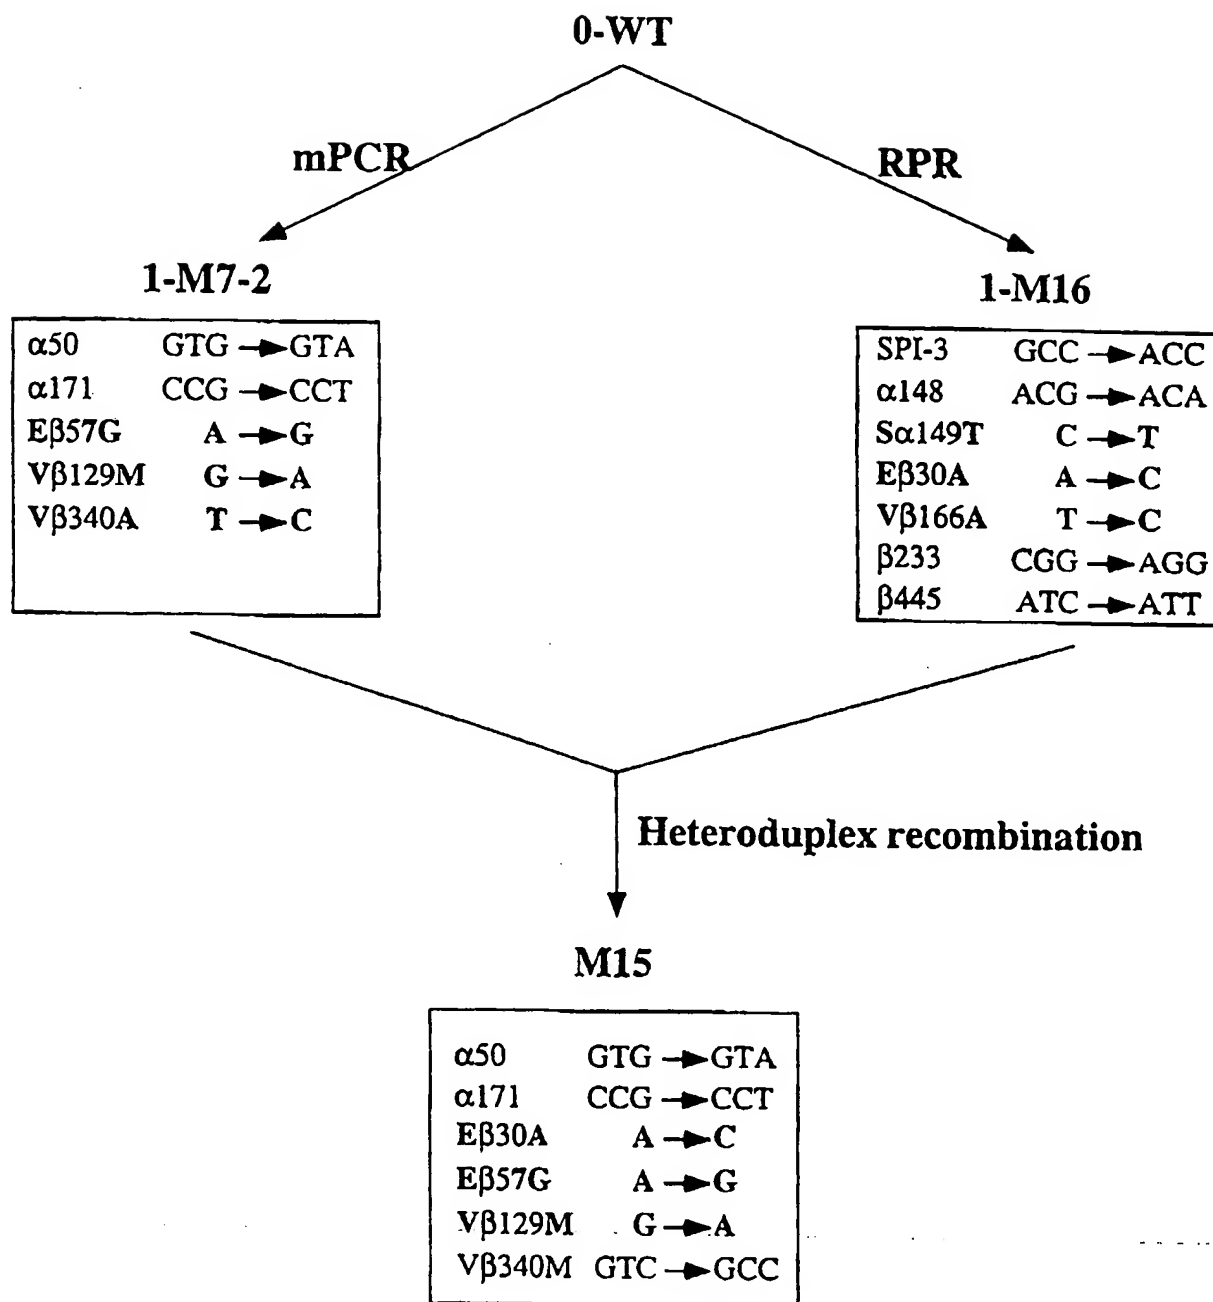 0-WT
mPCR
RPR
1-M7-2
α50 GTG → GTA
α171 CCG → CCT
Eβ57G A → G
Vβ129M G → A
Vβ340A T → C
1-M16
SPI-3 GCC → ACC
α148 ACG → ACA
Sα149T C → T
Eβ30A A → C
Vβ166A T → C
β233 CGG → AGG
β445 ATC → ATT
Heteroduplex recombination
M15
α50 GTG → GTA
α171 CCG → CCT
Eβ30A A → C
Eβ57G A → G
Vβ129M G → A
Vβ340M GTC → GCC